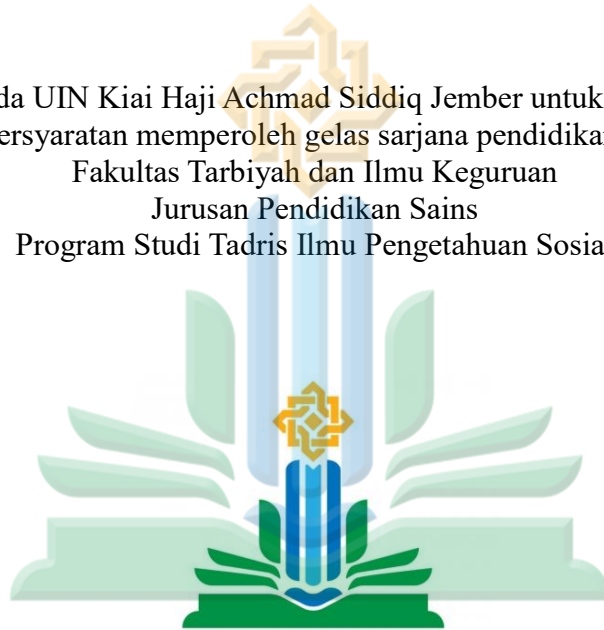 da UIN Kiai Haji Achmad Siddiq Jember untuk
ersyaratan memperoleh gelas sarjana pendidikan
Fakultas Tarbiyah dan Ilmu Keguruan
Jurusan Pendidikan Sains
Program Studi Tadris Ilmu Pengetahuan Sosia